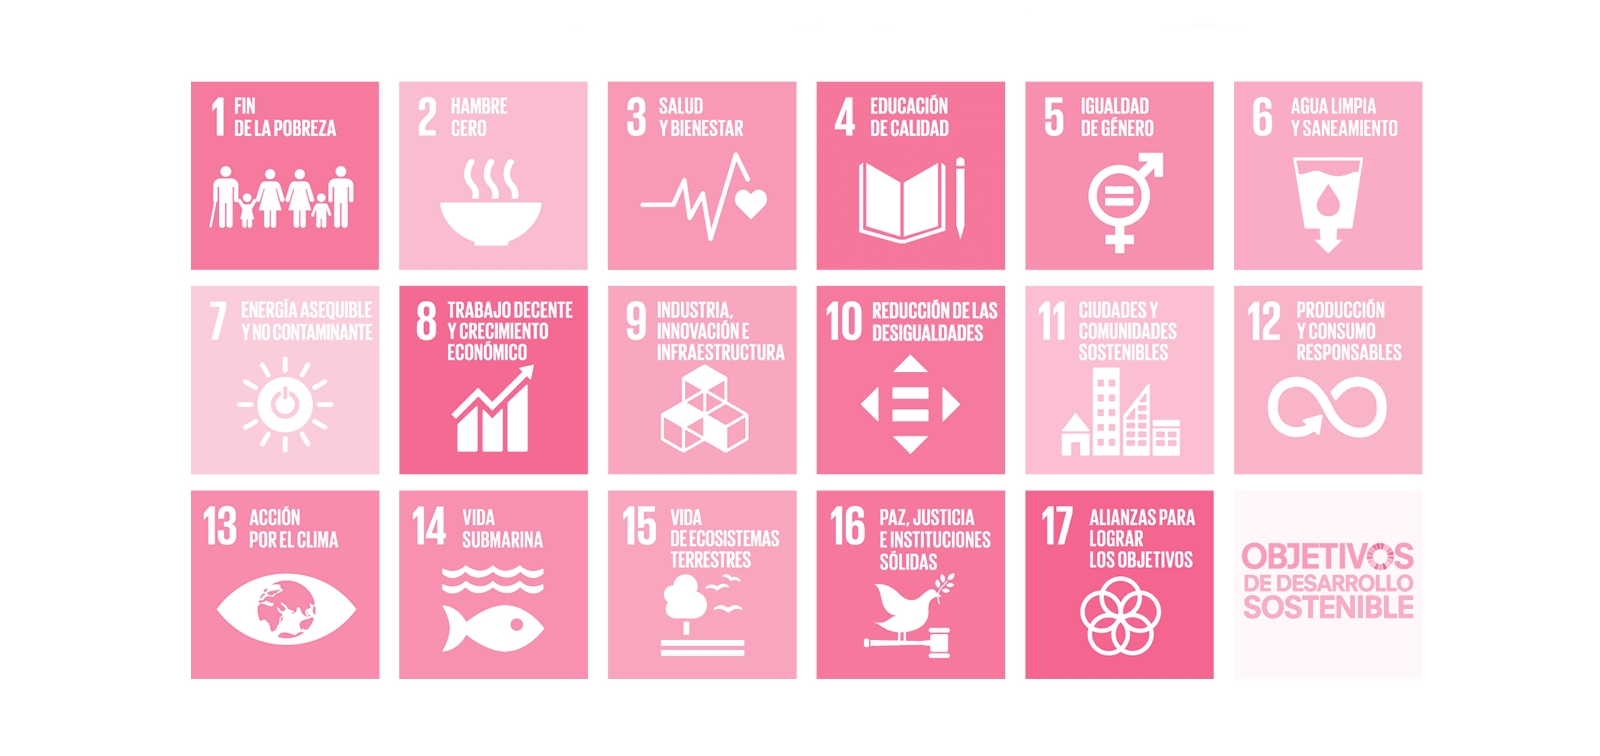 1 FIN
DE LA POBREZA
2 HAMBRE
CERO
3 SALUD
Y BIENESTAR
4 EDUCACIÓN
DE CALIDAD
5 IGUALDAD
DE GÉNERO
6 AGUA LIMPIA
Y SANEAMIENTO
7 ENERGÍA ASEQUIBLE
Y NO CONTAMINANTE
8 TRABAJO DECENTE
Y CRECIMIENTO
ECONÓMICO
9 INDUSTRIA,
INNOVACIÓN E
INFRAESTRUCTURA
10 REDUCCIÓN DE LAS
DESIGUALDADES
11 CIUDADES Y
COMUNIDADES
SOSTENIBLES
12 PRODUCCIÓN
Y CONSUMO
RESPONSABLES
13 ACCIÓN
POR EL CLIMA
14 VIDA
SUBMARINA
15 VIDA
DE ECOSISTEMAS
TERRESTRES
16 PAZ, JUSTICIA
E INSTITUCIONES
SÓLIDAS
17 ALIANZAS PARA
LOGRAR
LOS OBJETIVOS
OBJETIVOS
DE DESARROLLO
SOSTENIBLE